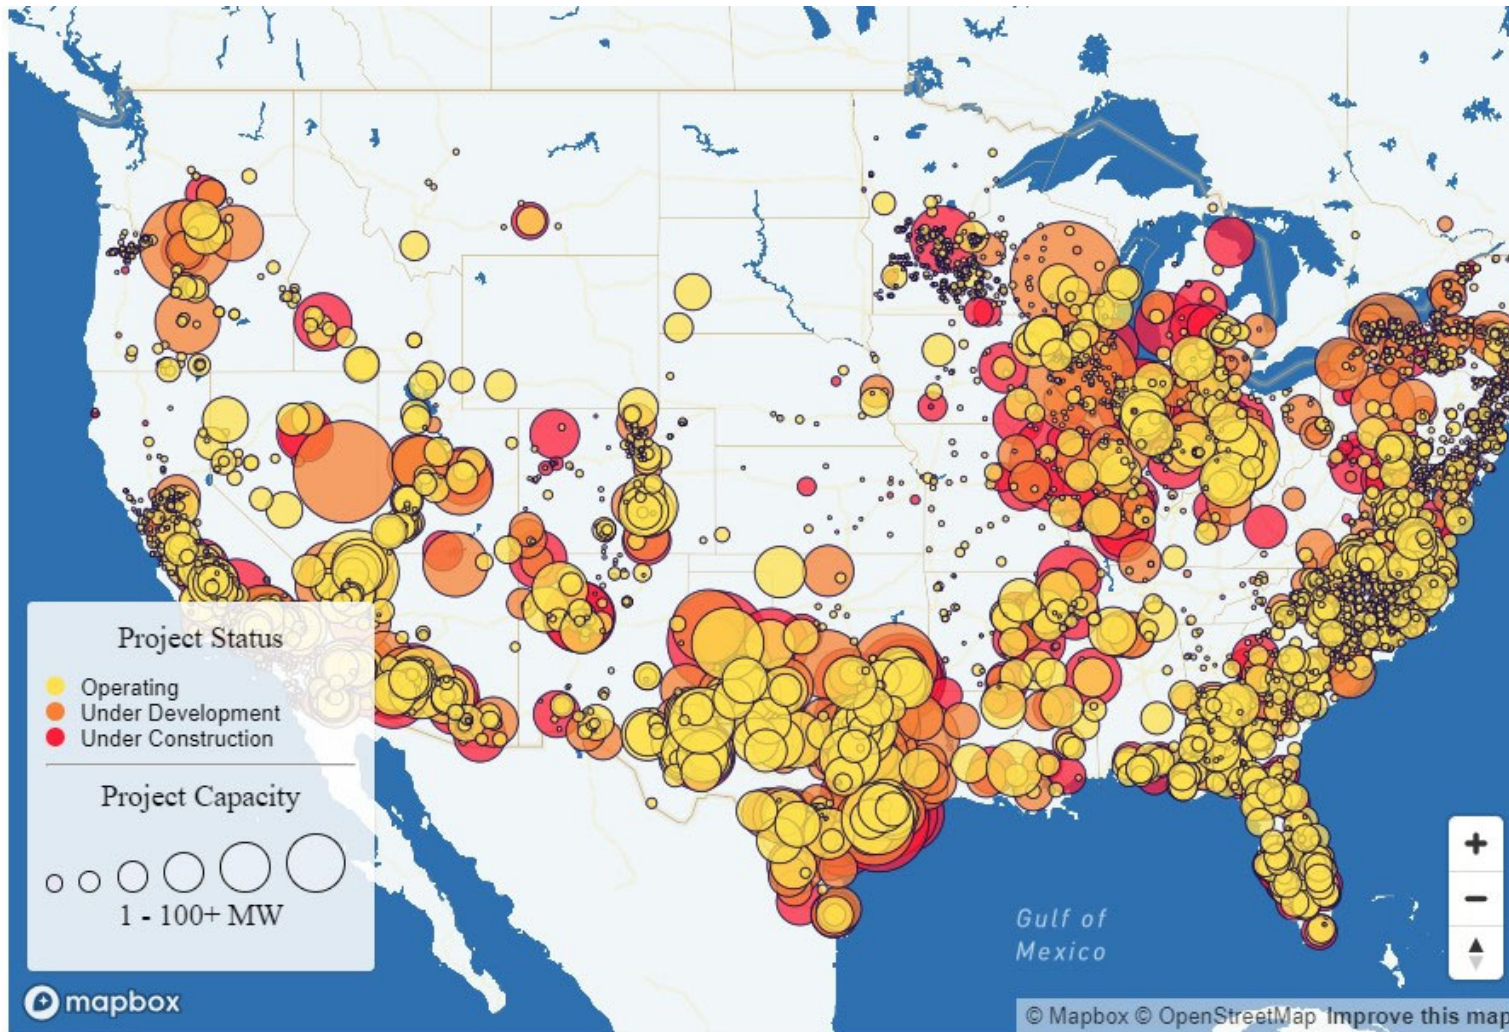 Project Status
Operating
Under Development
Under Construction
Project Capacity
1 - 100+ MW
Gulf of
Mexico
mapbox
© Mapbox © OpenStreetMap Improve this map